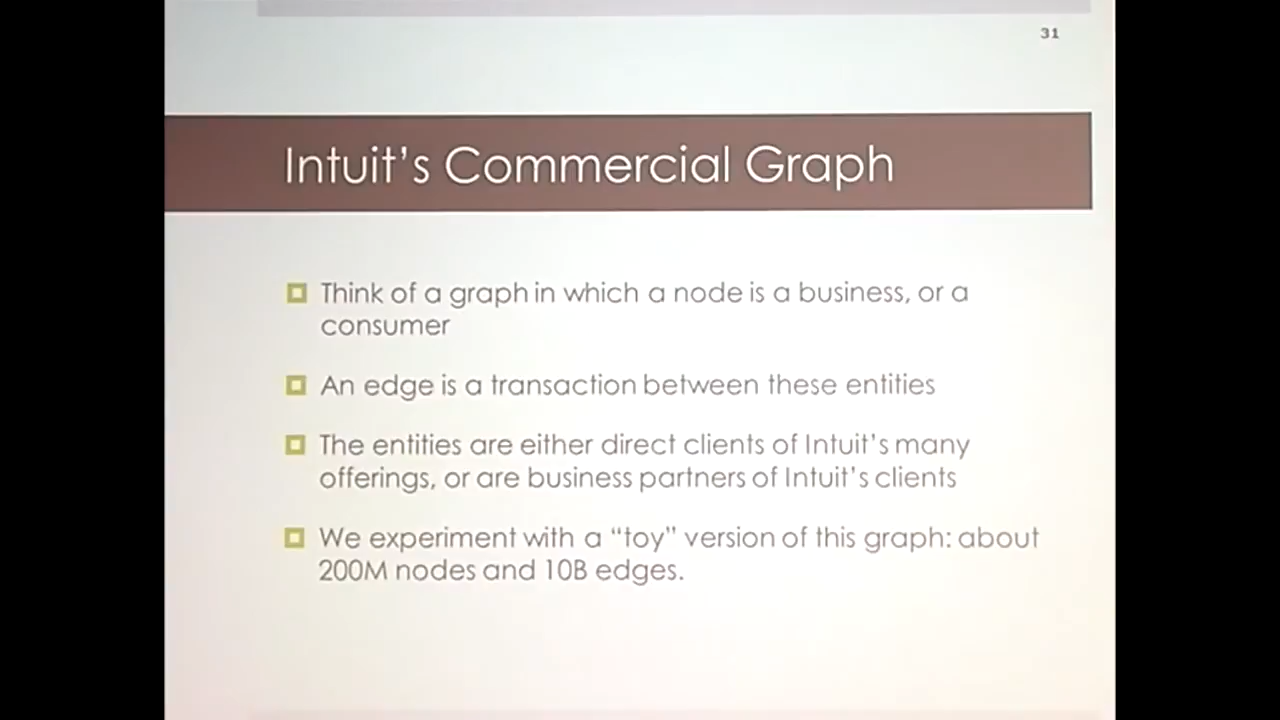 31
Intuit's Commercial Graph
Think of a graph in which a node is a business, or a
consumer
An edge is a transaction between these entities
The entities are either direct clients of Intuit's many
offerings, or are business partners of Intuit's clients
We experiment with a “toy” version of this graph: about
200M nodes and 10B edges.